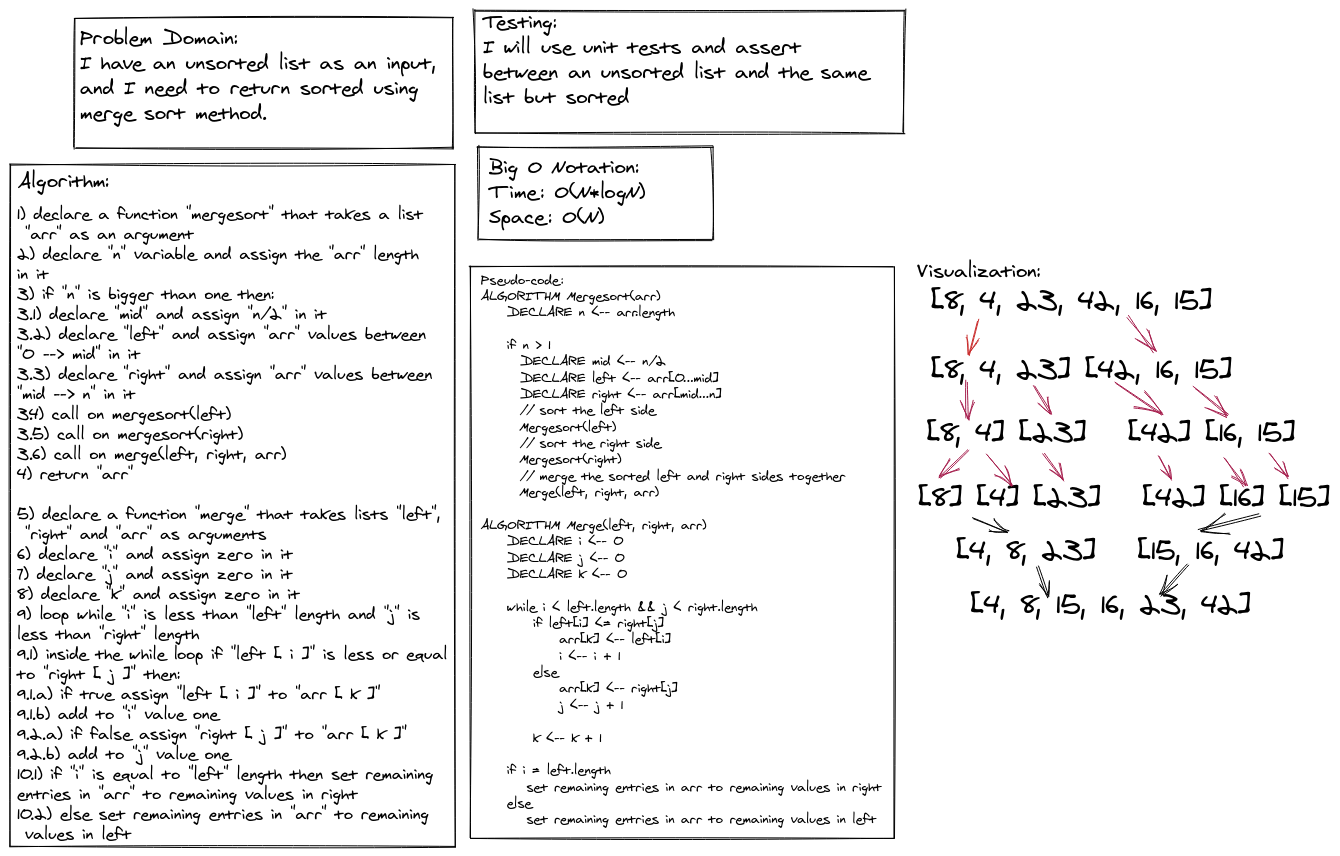 Problem Domain:
I have an unsorted list as an input,
and I need to return sorted using
merge sort method.
Testing:
I will use unit tests and assert
between an unsorted list and the same
list but sorted
Big O Notation:
Time: O(N*logN)
Space: O(N)
Algorithm:
1) declare a function "mergesort" that takes a list
"arr" as an argument
2) declare "n" variable and assign the "arr" length
in it
3) if "n" is bigger than one then:
3.1) declare "mid" and assign "n/2" in it
3.2) declare "left" and assign "arr" values between
"0 --> mid" in it
3.3) declare "right" and assign "arr" values between
"mid --> n" in it
3.4) call on mergesort(left)
3.5) call on mergesort(right)
3.6) call on merge(left, right, arr)
4) return "arr"
5) declare a function "merge" that takes lists "left",
"right" and "arr" as arguments
6) declare "i" and assign zero in it
7) declare "j" and assign zero in it
8) declare "k" and assign zero in it
9) loop while "i" is less than "left" length and "j" is
less than "right" length
9.1) inside the while loop if "left [ i ]" is less or equal
to "right [ j ]" then:
9.1.a) if true assign "left [ i ]" to "arr [ k ]"
9.1.b) add to "i" value one
9.2.a) if false assign "right [ j ]" to "arr [ k ]"
9.2.b) add to "j" value one
10.1) if "i" is equal to "left" length then set remaining
entries in "arr" to remaining values in right
10.2) else set remaining entries in "arr" to remaining
values in left
Pseudo-code:
ALGORITHM Mergesort(arr)
DECLARE n <-- arr.length
if n > 1
DECLARE mid <-- n/2
DECLARE left <-- arr[0...mid]
DECLARE right <-- arr[mid...n]
// sort the left side
Mergesort(left)
// sort the right side
Mergesort(right)
// merge the sorted left and right sides together
Merge(left, right, arr)
ALGORITHM Merge(left, right, arr)
DECLARE i <-- 0
DECLARE j <-- 0
DECLARE k <-- 0
while i < left.length && j < right.length
if left[i] <= right[j]
arr[k] <-- left[i]
i <-- i + 1
else
arr[k] <-- right[j]
j <-- j + 1
k <-- k + 1
if i = left.length
set remaining entries in arr to remaining values in right
else
set remaining entries in arr to remaining values in left
Visualization:
[8, 4, 23, 42, 16, 15]
[8, 4, 23] [42, 16, 15]
[8, 4] [23] [42] [16, 15]
[8] [4] [23] [42] [16] [15]
[4, 8, 23] [15, 16, 42]
[4, 8, 15, 16, 23, 42]